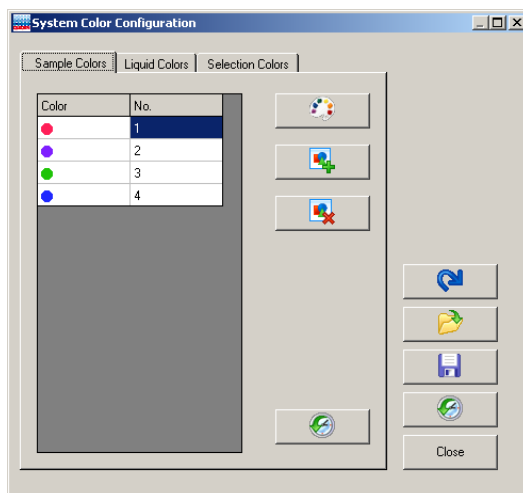 System Color Configuration
Sample Colors Liquid Colors Selection Colors
Color No.
1
2
3
4
Close